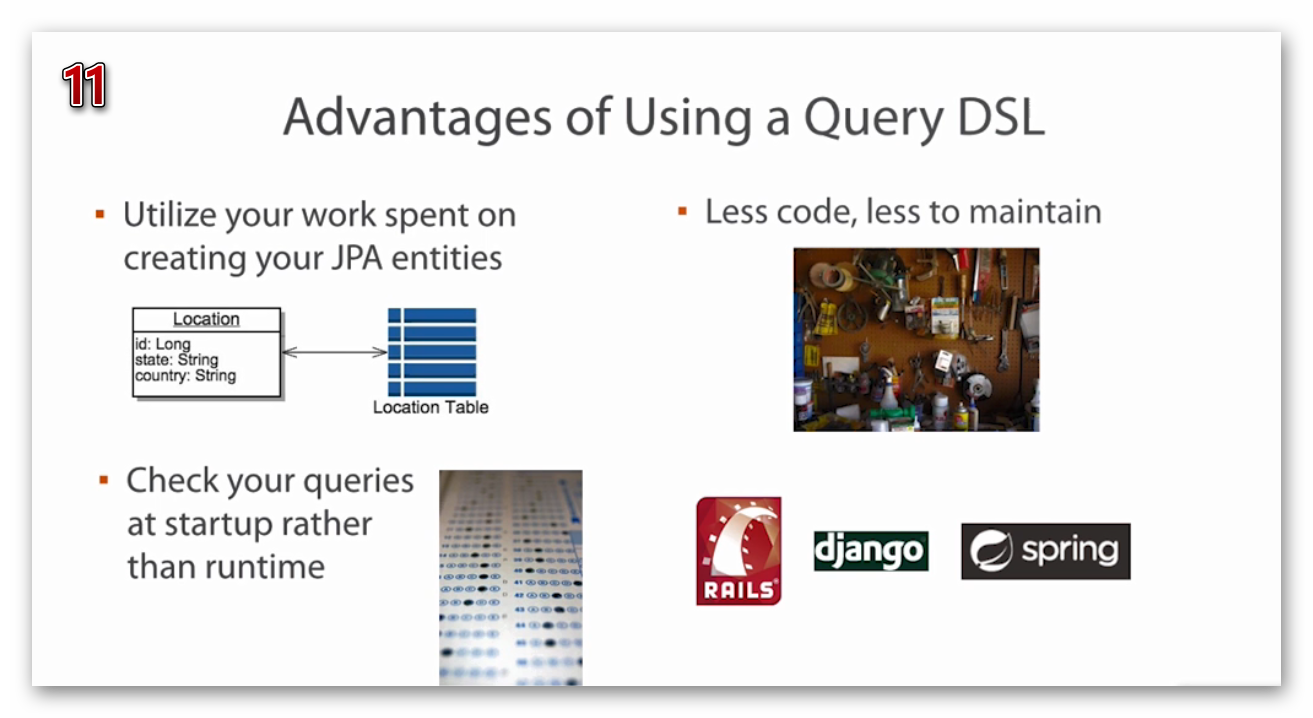 11
Advantages of Using a Query DSL
▪ Utilize your work spent on
creating your JPA entities
Location
id: Long
state: String
country: String
Location Table
▪ Check your queries
at startup rather
than runtime
▪ Less code, less to maintain
RAILS
django
spring